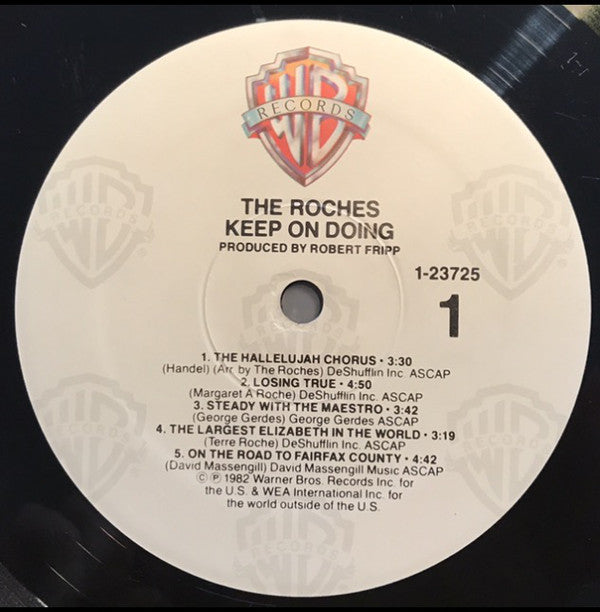 WB
RECORDS
THE ROCHES
KEEP ON DOING
PRODUCED BY ROBERT FRIPP
1-23725
1
1. THE HALLELUJAH CHORUS • 3:30
(Handel) (Arr. by The Roches) DeShufflin Inc. ASCAP
2. LOSING TRUE • 4:50
(Margaret A Roche) DeShufflin Inc. ASCAP
3. STEADY WITH THE MAESTRO • 3:42
(George Gerdes) George Gerdes ASCAP
4. THE LARGEST ELIZABETH IN THE WORLD • 3:19
(Terre Roche) DeShufflin Inc. ASCAP
5. ON THE ROAD TO FAIRFAX COUNTY • 4:42
(David Massengill) David Massengill Music ASCAP
© ℗ 1982 Warner Bros. Records Inc. for
the U.S. & WEA International Inc. for
the world outside of the U.S.